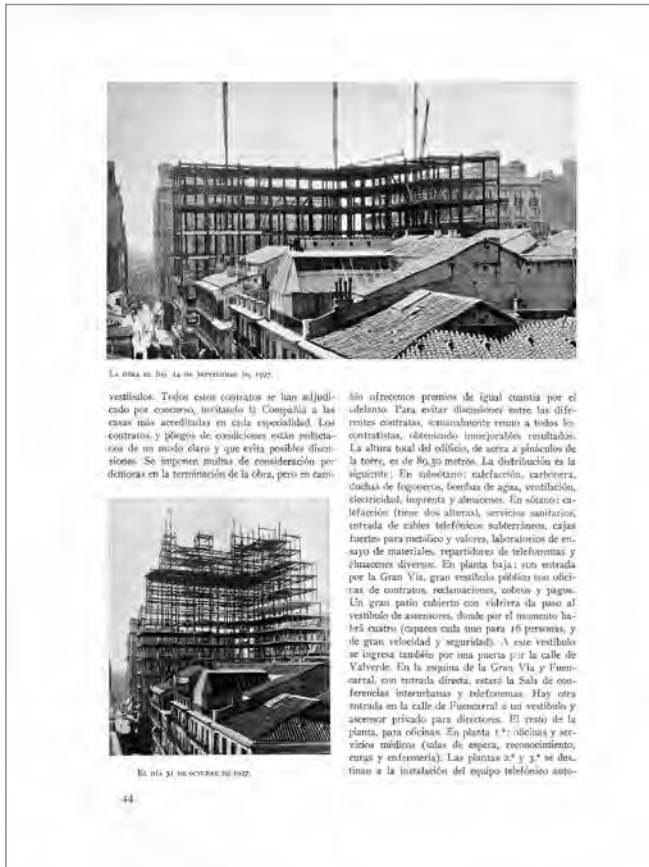 LA OBRA EL DÍA 14 DE SEPTIEMBRE DE 1927.
vestíbulos. Todos estos contratos se han adjudi-
cado por concurso, invitando la Compañía a las
casas más acreditadas en cada especialidad. Los
contratos y pliegos de condiciones están redacta-
dos de un modo claro y que evita posibles discu-
siones. Se imponen multas de consideración por
demoras en la terminación de la obra, pero en cam-
EL DÍA 31 DE OCTUBRE DE 1927.
bio ofrecemos premios de igual cuantía por el
adelanto. Para evitar discusiones entre las dife-
rentes contratas, semanalmente reuno a todos los
contratistas, obteniendo inmejorables resultados.
La altura total del edificio, de acera a pináculos de
la torre, es de 89,30 metros. La distribución es la
siguiente: En subsótano: calefacción, carbonera,
duchas de fogoneros, bombas de agua, ventilación,
electricidad, imprenta y almacenes. En sótano: ca-
lefacción (tiene dos alturas), servicios sanitarios,
entrada de cables telefónicos subterráneos, cajas
fuertes para metálico y valores, laboratorios de en-
sayo de materiales, repartidores de telefonemas y
almacenes diversos. En planta baja: con entrada
por la Gran Vía, gran vestíbulo público con ofici-
nas de contratos, reclamaciones, cobros y pagos.
Un gran patio cubierto con vidriera da paso al
vestíbulo de ascensores, donde por el momento ha-
brá cuatro (capaces cada uno para 16 personas, y
de gran velocidad y seguridad). A este vestíbulo
se ingresa también por una puerta por la calle de
Valverde. En la esquina de la Gran Vía y Fuen-
carral, con entrada directa, estará la Sala de con-
ferencias interurbanas y telefonemas. Hay otra
entrada en la calle de Fuencarral a un vestíbulo y
ascensor privado para directores. El resto de la
planta, para oficinas. En planta 1.ª: oficinas y ser-
vicios médicos (salas de espera, reconocimiento,
curas y enfermería). Las plantas 2.ª y 3.ª se des-
tinan a la instalación del equipo telefónico auto-
44